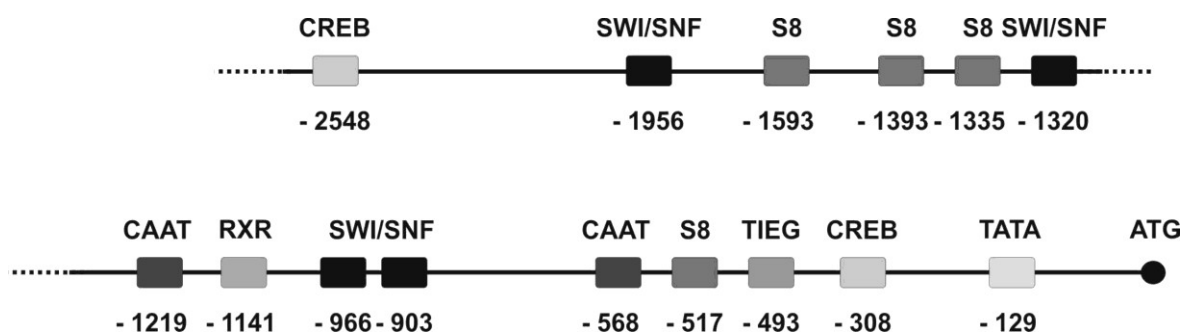 CREB SWI/SNF S8 S8 S8 SWI/SNF
- 2548 - 1956 - 1593 - 1393 - 1335 - 1320
CAAT RXR SWI/SNF CAAT S8 TIEG CREB TATA ATG
- 1219 - 1141 - 966 - 903 - 568 - 517 - 493 - 308 - 129